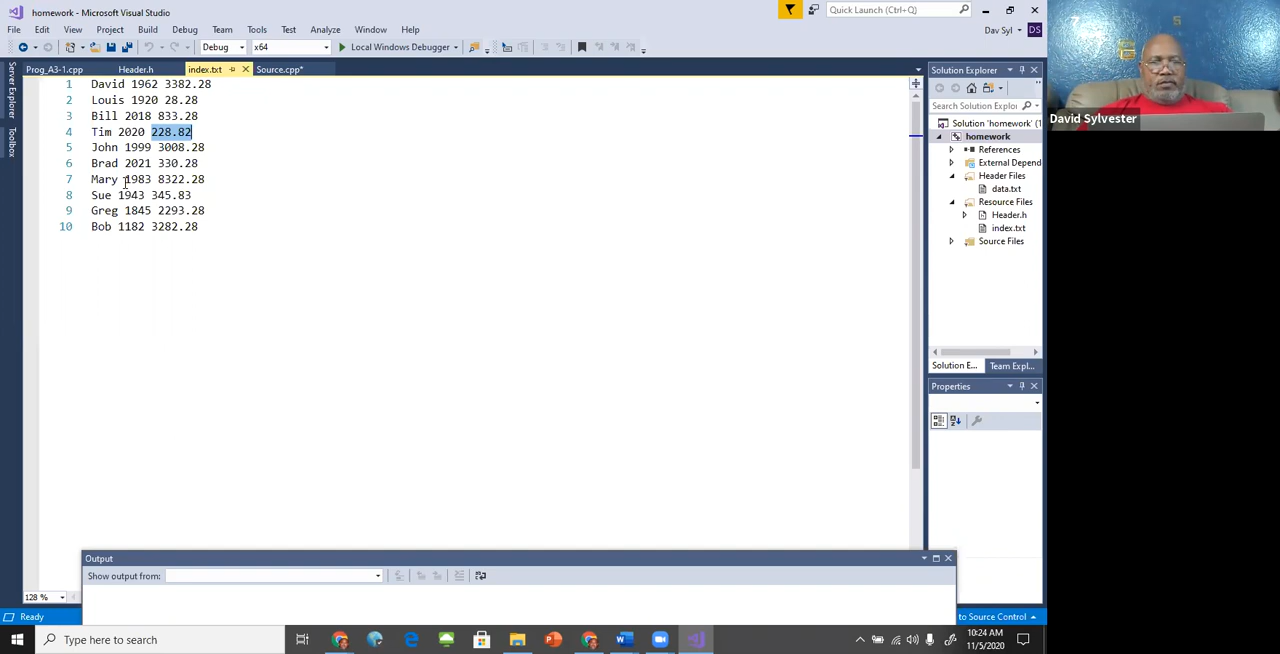 homework - Microsoft Visual Studio
Quick Launch (Ctrl+Q)
File Edit View Project Build Debug Team Tools Test Analyze Window Help
Dav Syl DS
Debug x64 Local Windows Debugger
Server Explorer
Toolbox
Prog_A3-1.cpp Header.h index.txt Source.cpp*
1 David 1962 3382.28
2 Louis 1920 28.28
3 Bill 2018 833.28
4 Tim 2020 228.82
5 John 1999 3008.28
6 Brad 2021 330.28
7 Mary 1983 8322.28
8 Sue 1943 345.83
9 Greg 1845 2293.28
10 Bob 1182 3282.28
128 %
Solution Explorer
Search Solution Explo
Solution 'homework' (1
homework
References
External Depend
Header Files
data.txt
Resource Files
Header.h
index.txt
Source Files
Solution E... Team Expl...
Properties
David Sylvester
Output
Show output from:
Ready
to Source Control
Type here to search
10:24 AM
11/5/2020